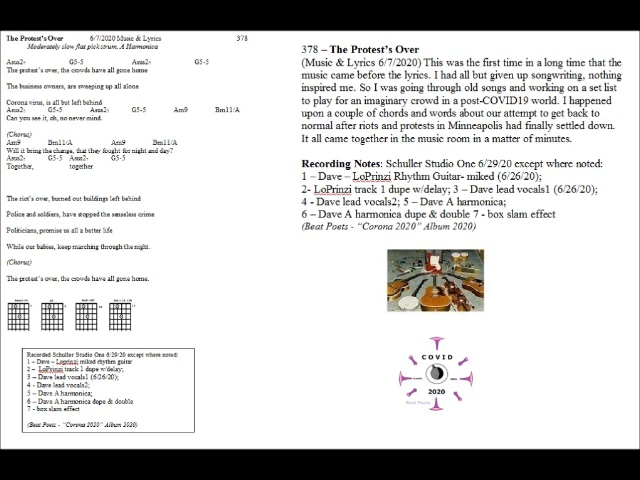 The Protest's Over 6/7/2020 Music & Lyrics 378
Moderately slow flat pick strum, A Harmonica
Asus2- G5-5 Asus2- G5-5
The protest's over, the crowds have all gone home
The business owners, are sweeping up all alone
Corona virus, is all but left behind
Asus2- G5-5 Asus2- G5-5 Am9 Bm11/A
Can you see it, oh, no never mind.
(Chorus)
Am9 Bm11/A Am9 Bm11/A
Will it bring the change, that they fought for night and day?
Asus2- G5-5 Asus2- G5-5
Together, together
The riot's over, burned out buildings left behind
Police and soldiers, have stopped the senseless crime
Politicians, promise us all a better life
While our babies, keep marching through the night.
(Chorus)
The protest's over, the crowds have all gone home.
Recorded Schuller Studio One 6/29/20 except where noted:
1 – Dave – Loprinzi miked rhythm guitar
2 – LoPrinzi track 1 dupe w/delay;
3 – Dave lead vocals1 (6/26/20);
4 - Dave lead vocals2;
5 – Dave A harmonica;
6 – Dave A harmonica dupe & double
7 - box slam effect
(Beat Poets - "Corona 2020" Album 2020)
378 – The Protest's Over
(Music & Lyrics 6/7/2020) This was the first time in a long time that the
music came before the lyrics. I had all but given up songwriting, nothing
inspired me. So I was going through old songs and working on a set list
to play for an imaginary crowd in a post-COVID19 world. I happened
upon a couple of chords and words about our attempt to get back to
normal after riots and protests in Minneapolis had finally settled down.
It all came together in the music room in a matter of minutes.
Recording Notes: Schuller Studio One 6/29/20 except where noted:
1 – Dave – LoPrinzi Rhythm Guitar- miked (6/26/20);
2- LoPrinzi track 1 dupe w/delay; 3 – Dave lead vocals1 (6/26/20);
4 - Dave lead vocals2; 5 – Dave A harmonica;
6 – Dave A harmonica dupe & double 7 - box slam effect
(Beat Poets - "Corona 2020" Album 2020)
COVID
2020
Beat Poets